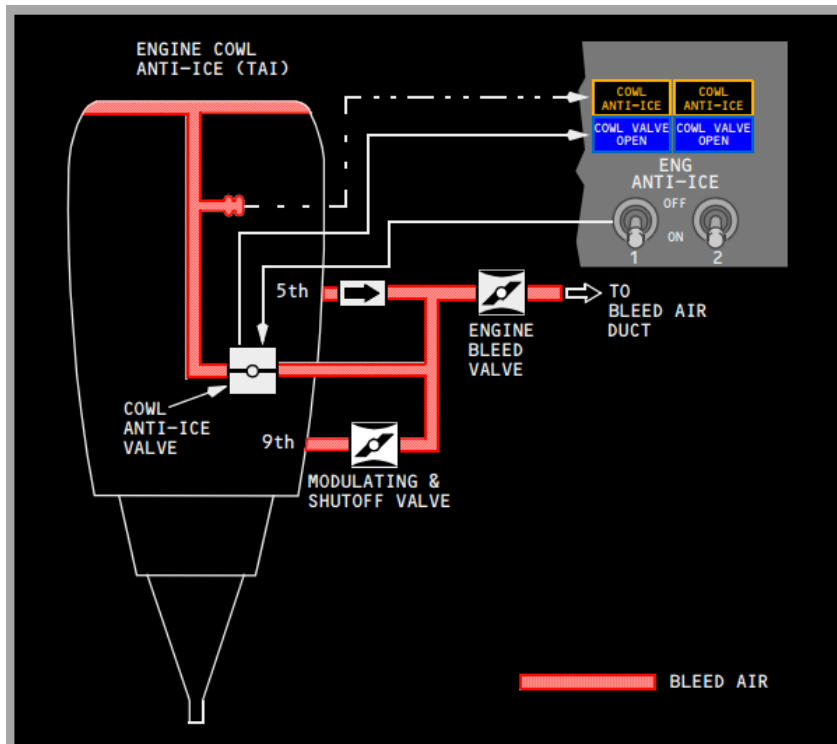 ENGINE COWL
ANTI-ICE (TAI)
COWL
ANTI-ICE
COWL
ANTI-ICE
COWL VALVE
OPEN
COWL VALVE
OPEN
ENG
ANTI-ICE
OFF
ON
1
2
5th
TO
BLEED AIR
DUCT
ENGINE
BLEED
VALVE
COWL
ANTI-ICE
VALVE
9th
MODULATING &
SHUTOFF VALVE
BLEED AIR